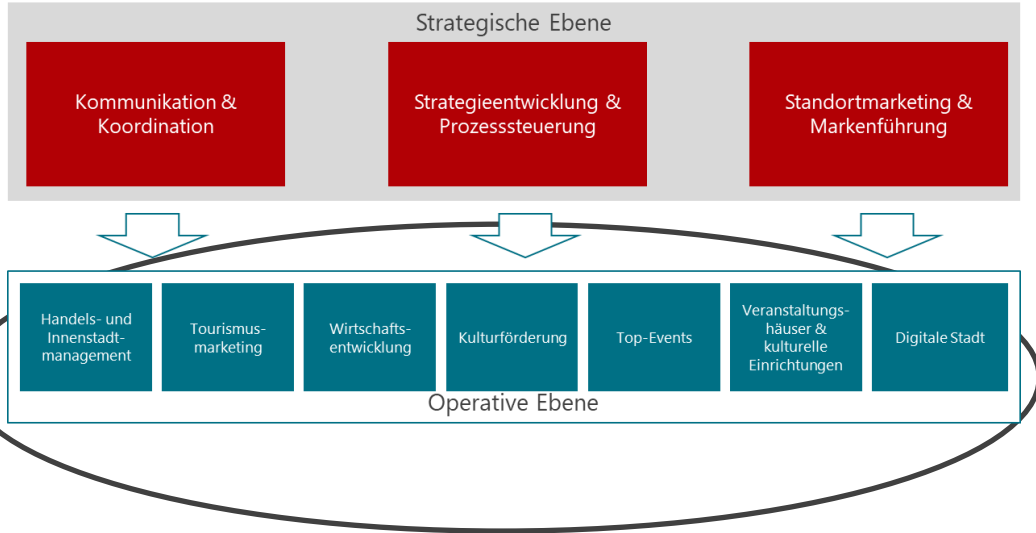 Strategische Ebene
Kommunikation &
Koordination
Strategieentwicklung &
Prozesssteuerung
Standortmarketing &
Markenführung
Handels- und
Innenstadt-
management
Tourismus-
marketing
Wirtschafts-
entwicklung
Kulturförderung
Top-Events
Veranstaltungs-
häuser &
kulturelle
Einrichtungen
Digitale Stadt
Operative Ebene